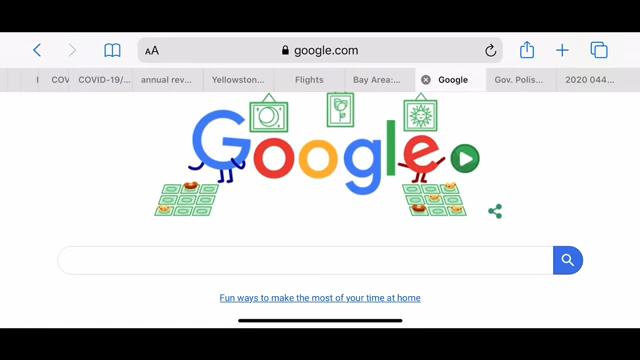 AA google.com
COV COVID-19/... annual rev... Yellowston... Flights Bay Area:... Google Gov. Polis... 2020 044...
Google
Fun ways to make the most of your time at home